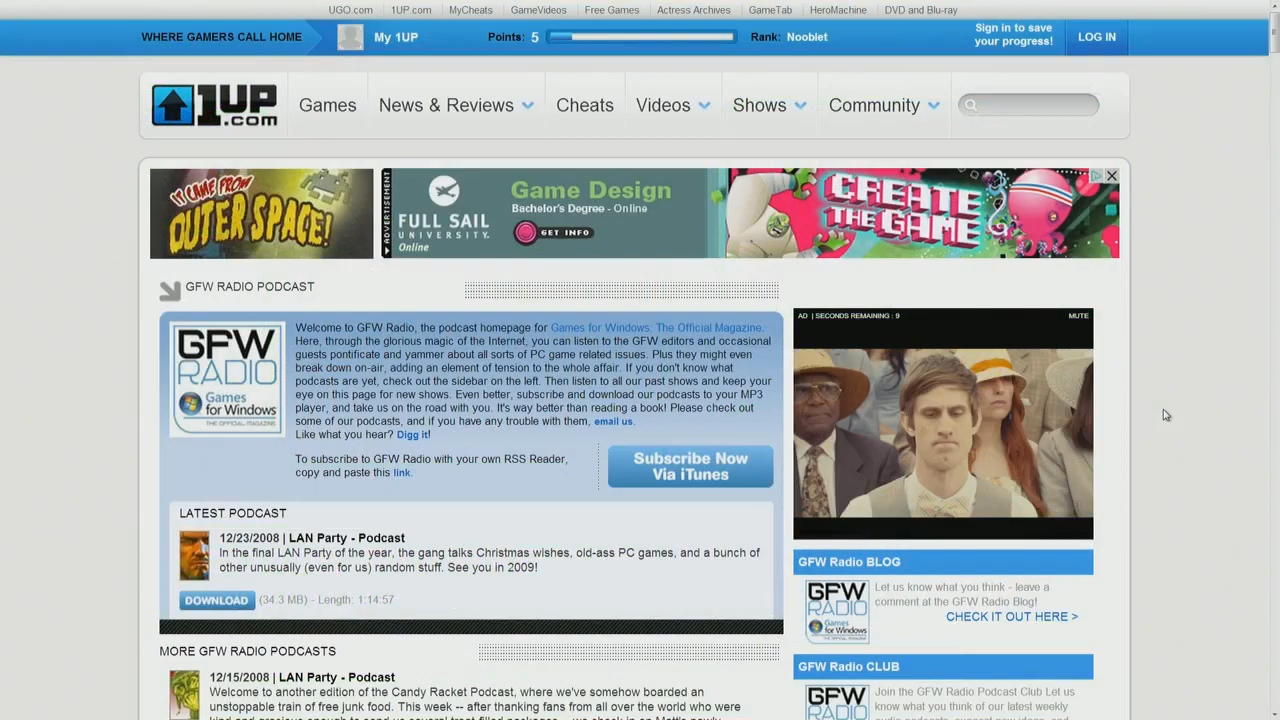 UGO.com 1UP.com MyCheats GameVideos Free Games Actress Archives GameTab HeroMachine DVD and Blu-ray
WHERE GAMERS CALL HOME My 1UP Points: 5 Rank: Nooblet Sign in to save your progress! LOG IN
1UP.com Games News & Reviews Cheats Videos Shows Community
IT CAME FROM
OUTER SPACE!
ADVERTISEMENT
FULL SAIL
UNIVERSITY.
Online
Game Design
Bachelor's Degree - Online
GET INFO
CREATE
THE GAME
GFW RADIO PODCAST
GFW
RADIO
Games
for Windows
THE OFFICIAL MAGAZINE
Welcome to GFW Radio, the podcast homepage for Games for Windows: The Official Magazine.
Here, through the glorious magic of the Internet, you can listen to the GFW editors and occasional
guests pontificate and yammer about all sorts of PC game related issues. Plus they might even
break down on-air, adding an element of tension to the whole affair. If you don't know what
podcasts are yet, check out the sidebar on the left. Then listen to all our past shows and keep your
eye on this page for new shows. Even better, subscribe and download our podcasts to your MP3
player, and take us on the road with you. It's way better than reading a book! Please check out
some of our podcasts, and if you have any trouble with them, email us.
Like what you hear? Digg it!
To subscribe to GFW Radio with your own RSS Reader,
copy and paste this link.
Subscribe Now
Via iTunes
LATEST PODCAST
12/23/2008 | LAN Party - Podcast
In the final LAN Party of the year, the gang talks Christmas wishes, old-ass PC games, and a bunch of
other unusually (even for us) random stuff. See you in 2009!
DOWNLOAD (34.3 MB) - Length: 1:14:57
MORE GFW RADIO PODCASTS
12/15/2008 | LAN Party - Podcast
Welcome to another edition of the Candy Racket Podcast, where we've somehow boarded an
unstoppable train of free junk food. This week -- after thanking fans from all over the world who were
AD | SECONDS REMAINING : 9 MUTE
GFW Radio BLOG
GFW
RADIO
Games
for Windows
Let us know what you think - leave a
comment at the GFW Radio Blog!
CHECK IT OUT HERE >
GFW Radio CLUB
GFW
RADIO
Join the GFW Radio Podcast Club Let us
know what you think of our latest weekly